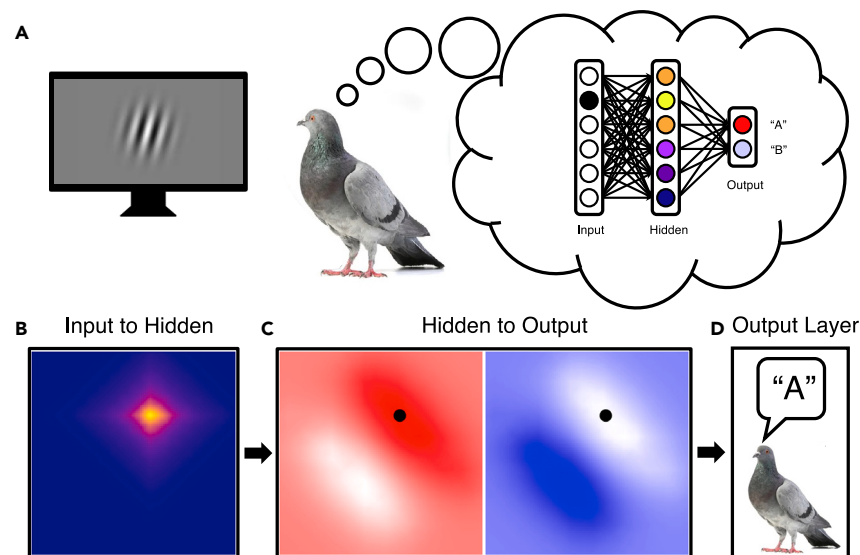 A
“A”
“B”
Output
Input
Hidden
B
Input to Hidden
C
Hidden to Output
D
Output Layer
“A”